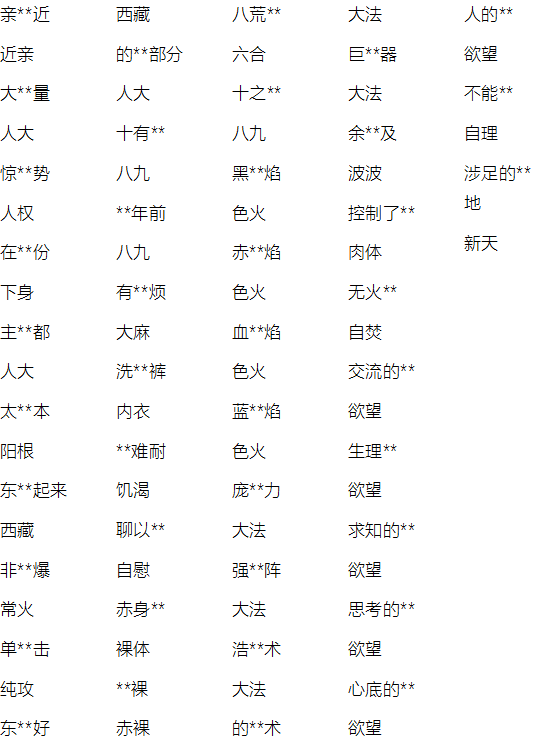 亲**近
近亲
大**量
人大
惊**势
人权
在**份
下身
主**都
人大
太**本
阳根
东**起来
西藏
非**爆
常火
单**击
纯攻
东**好
西藏
的**部分
人大
十有**
八九
**年前
八九
有**烦
大麻
洗**裤
内衣
**难耐
饥渴
聊以**
自慰
赤身**
裸体
**裸
赤裸
八荒**
六合
十之**
八九
黑**焰
色火
赤**焰
色火
血**焰
色火
蓝**焰
色火
庞**力
大法
强**阵
大法
浩**术
大法
的**术
大法
巨**器
大法
余**及
波波
控制了**
肉体
无火**
自焚
交流的**
欲望
生理**
欲望
求知的**
欲望
思考的**
欲望
心底的**
欲望
人的**
欲望
不能**
自理
涉足的**
地
新天